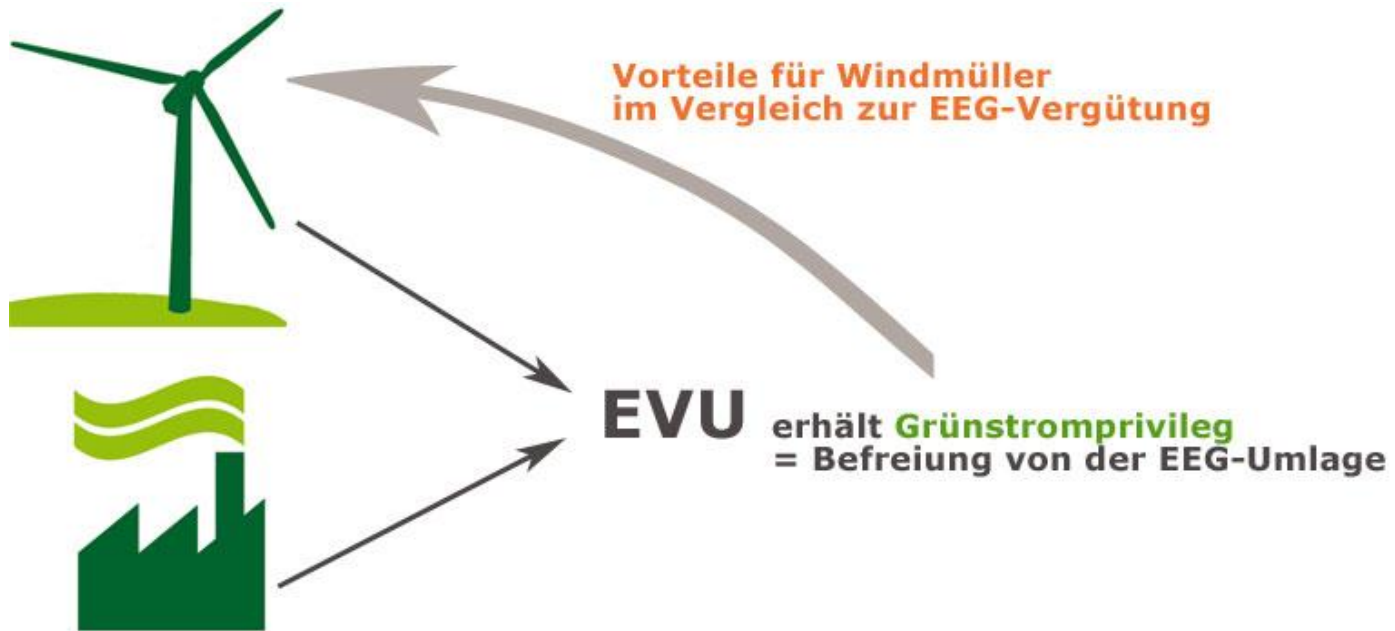 Vorteile für Windmüller
im Vergleich zur EEG-Vergütung
EVU erhält Grünstromprivileg
= Befreiung von der EEG-Umlage